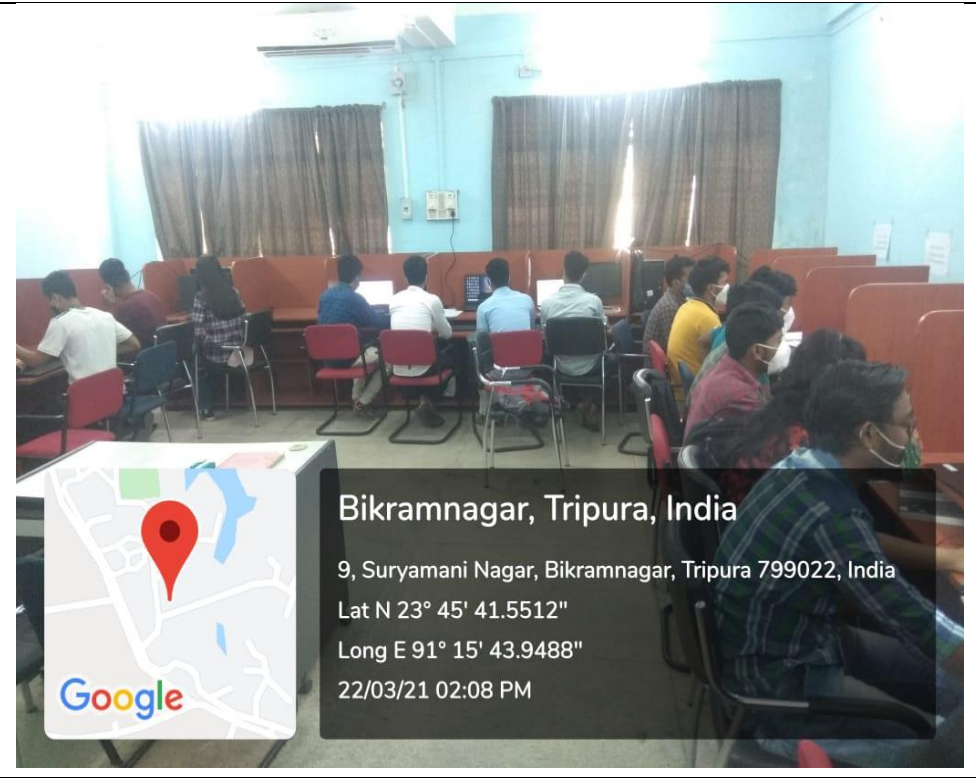 Bikramnagar, Tripura, India
9, Suryamani Nagar, Bikramnagar, Tripura 799022, India
Lat N 23° 45' 41.5512"
Long E 91° 15' 43.9488"
22/03/21 02:08 PM
Google